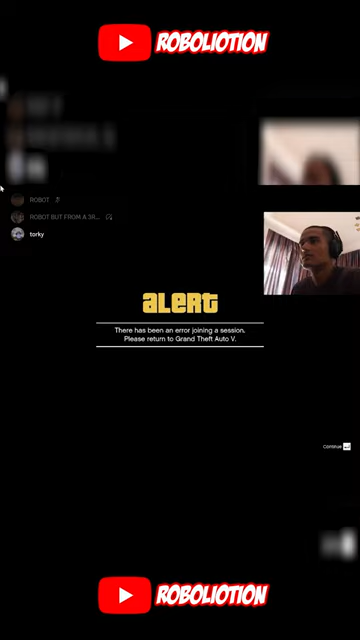 ROBOLIOTION
ROBOT
ROBOT BUT FROM A 3R...
torky
alert
There has been an error joining a session.
Please return to Grand Theft Auto V.
Continue
ROBOLIOTION